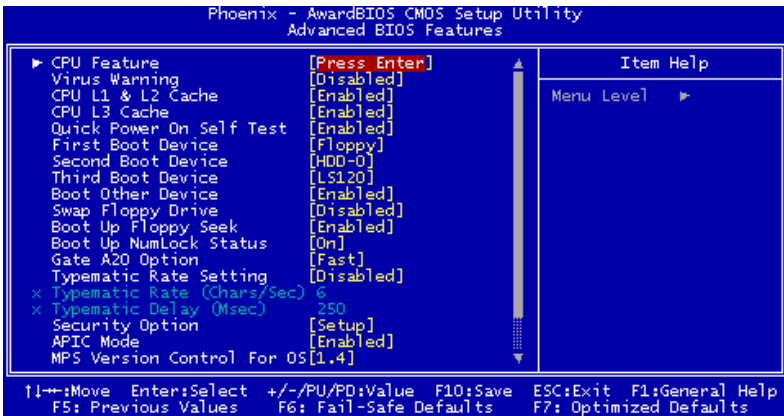 Phoenix - AwardBIOS CMOS Setup Utility
Advanced BIOS Features
► CPU Feature [Press Enter]
Virus Warning [Disabled]
CPU L1 & L2 Cache [Enabled]
CPU L3 Cache [Enabled]
Quick Power On Self Test [Enabled]
First Boot Device [Floppy]
Second Boot Device [HDD-0]
Third Boot Device [LS120]
Boot Other Device [Enabled]
Swap Floppy Drive [Disabled]
Boot Up Floppy Seek [Enabled]
Boot Up NumLock Status [On]
Gate A20 Option [Fast]
Typematic Rate Setting [Disabled]
x Typematic Rate (Chars/Sec) 6
x Typematic Delay (Msec) 250
Security Option [Setup]
APIC Mode [Enabled]
MPS Version Control For OS[1.4]
Item Help
Menu Level ►
↑↓→←:Move Enter:Select +/-/PU/PD:Value F10:Save ESC:Exit F1:General Help
F5: Previous Values F6: Fail-Safe Defaults F7: Optimized Defaults